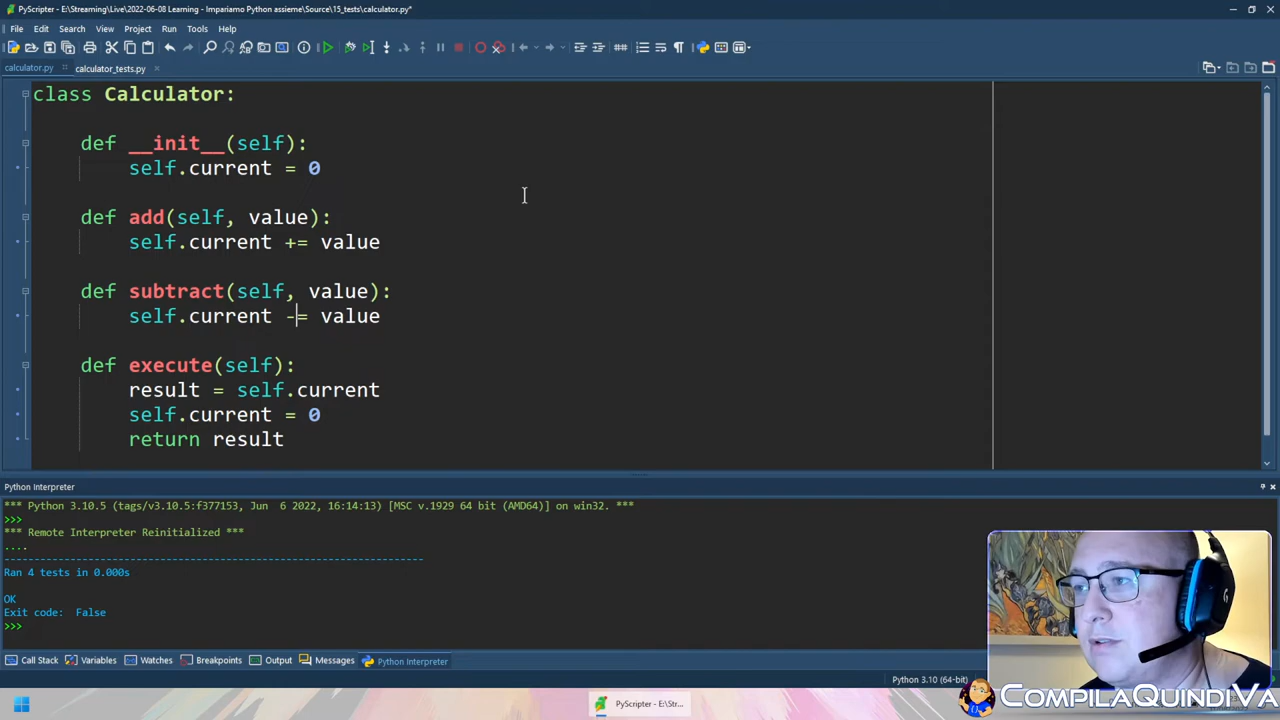 PyScripter - E:\Streaming\Live\2022-06-08 Learning - Impariamo Python assieme\Source\15_tests\calculator.py*
File Edit Search View Project Run Tools Help
calculator.py calculator_tests.py
class Calculator:
def __init__(self):
self.current = 0
def add(self, value):
self.current += value
def subtract(self, value):
self.current -= value
def execute(self):
result = self.current
self.current = 0
return result
Python Interpreter
*** Python 3.10.5 (tags/v3.10.5:f377153, Jun  6 2022, 16:14:13) [MSC v.1929 64 bit (AMD64)] on win32. ***
>>>
*** Remote Interpreter Reinitialized ***
....
----------------------------------------------------------------------
Ran 4 tests in 0.000s
OK
Exit code:  False
>>>
Call Stack Variables Watches Breakpoints Output Messages Python Interpreter
Python 3.10 (64-bit)
PyScripter - E:\Stre...
COMPILAQUINDIVA